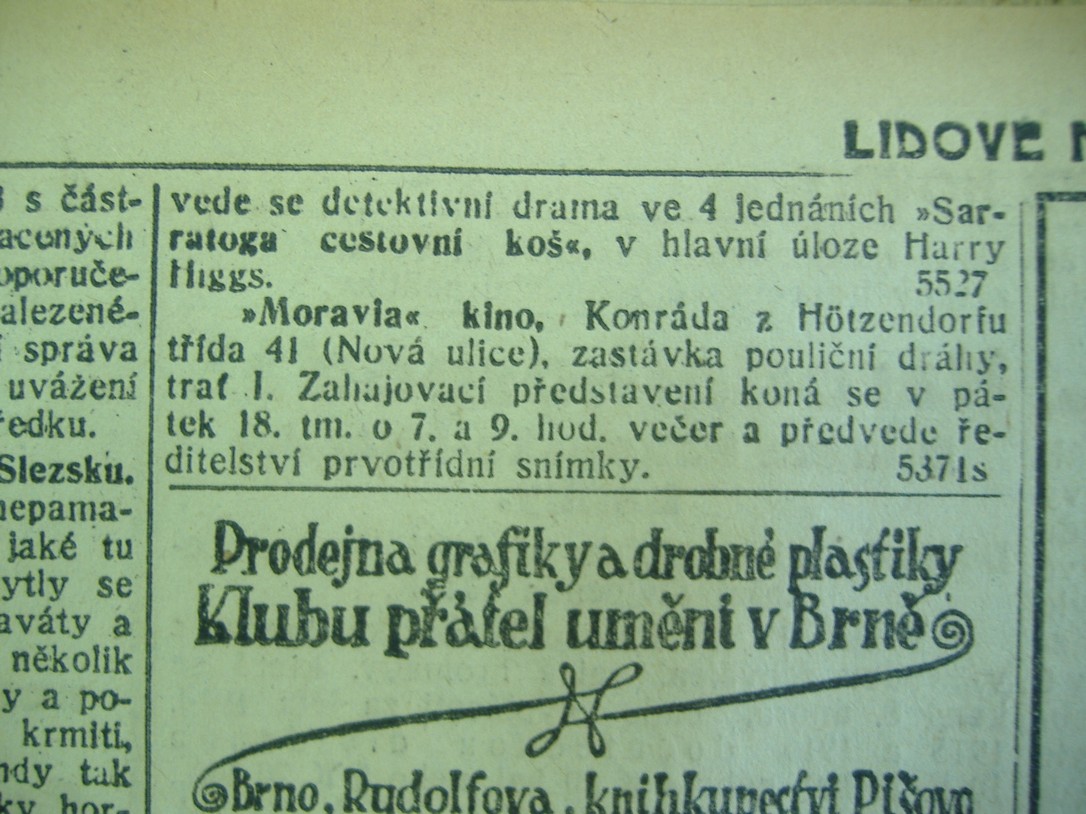 LIDOVE
s část-
acených
oporuče-
alezené-
správa
uvážení
ředku.
Slezsku.
nepama-
jaké tu
ytly se
aváty a
několik
y a po-
krmiti,
ndy tak
ky hor-
vede se detektivní drama ve 4 jednáních »Sar-
ratoga cestovní koš«, v hlavní úloze Harry
Higgs. 5527
»Moravia« kino, Konráda z Hötzendorfu
třída 41 (Nová ulice), zastávka pouliční dráhy,
trať I. Zahajovací představení koná se v pá-
tek 18. tm. o 7. a 9. hod. večer a předvede ře-
ditelství prvotřídní snímky. 5371s
Prodejna grafiky a drobné plastiky
Klubu přátel umění v Brně
Brno, Rudolfova, knihkupectví Píšovo